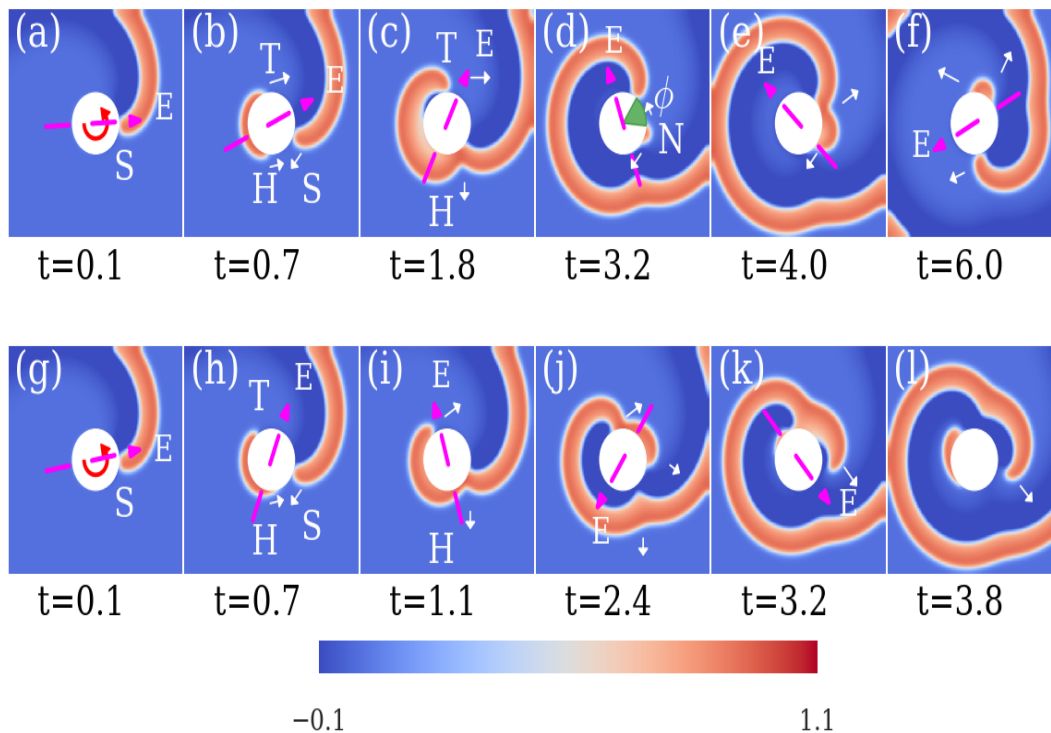 (a) (b) (c) (d) (e) (f)
E S
T E H S
T E H
E ϕ N
E
E
t=0.1 t=0.7 t=1.8 t=3.2 t=4.0 t=6.0
(g) (h) (i) (j) (k) (l)
E S
T E H S
E H
E
E
t=0.1 t=0.7 t=1.1 t=2.4 t=3.2 t=3.8
−0.1 1.1